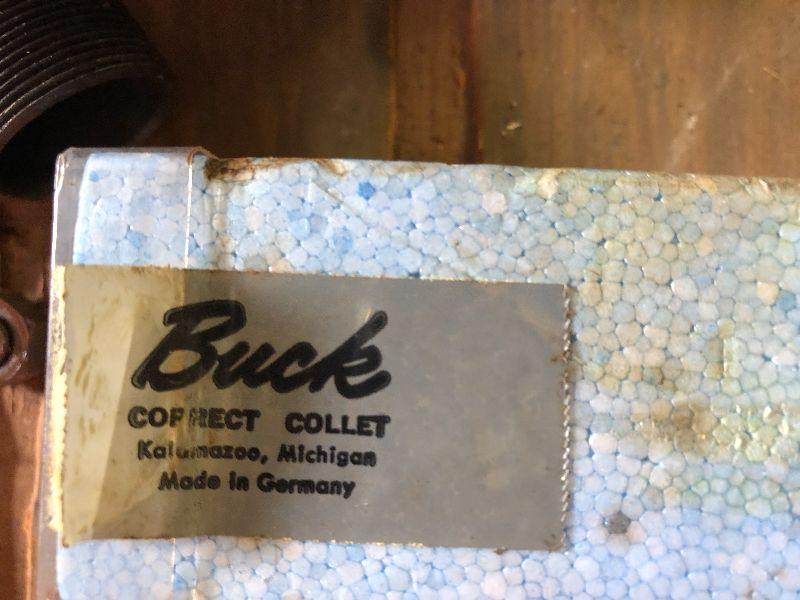 Buck
CORRECT COLLET
Kalamazoo, Michigan
Made in Germany